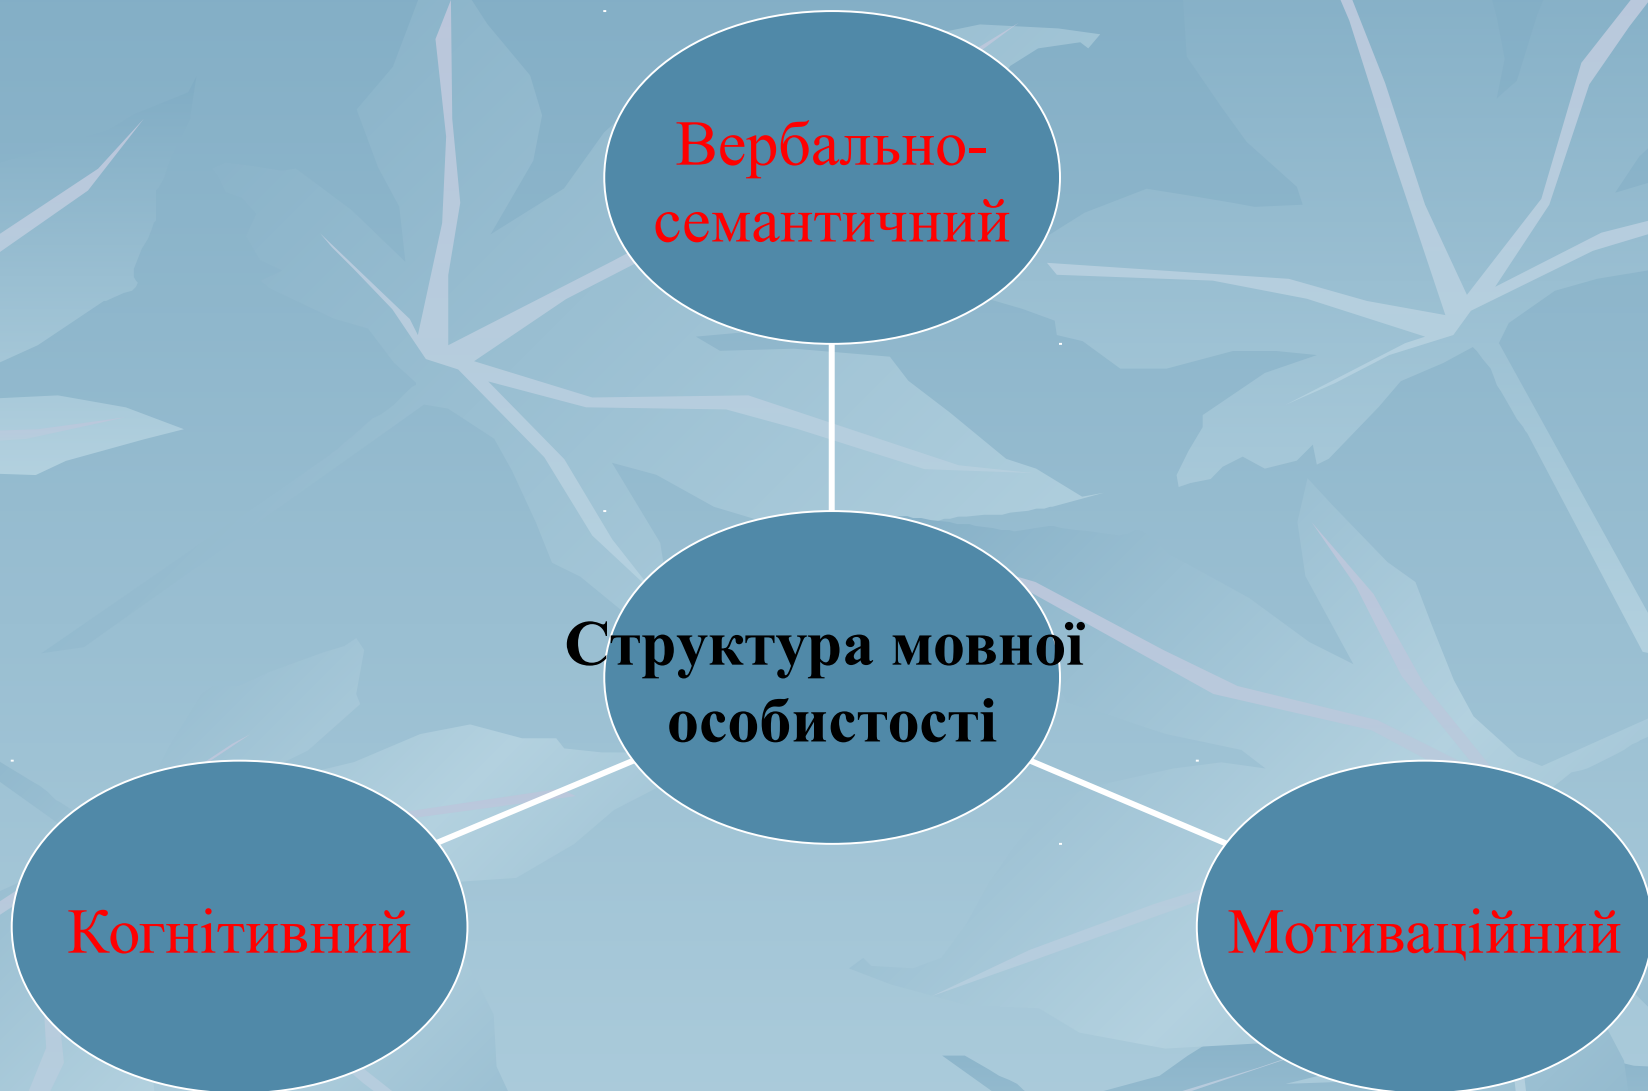 Вербально-
семантичний
Структура мовної
особистості
Когнітивний
Мотиваційний